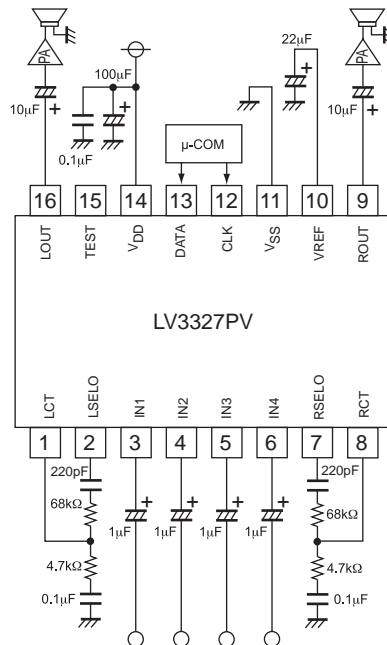 PA
PA
22µF
+
100µF
+
10µF
+
+
10µF
+
0.1µF
µ-COM
16 15 14 13 12 11 10 9
LOUT TEST VDD DATA CLK VSS VREF ROUT
LV3327PV
LCT LSELO IN1 IN2 IN3 IN4 RSELO RCT
1 2 3 4 5 6 7 8
220pF
220pF
68kΩ
68kΩ
+ + + +
1µF 1µF 1µF 1µF
4.7kΩ
4.7kΩ
0.1µF
0.1µF